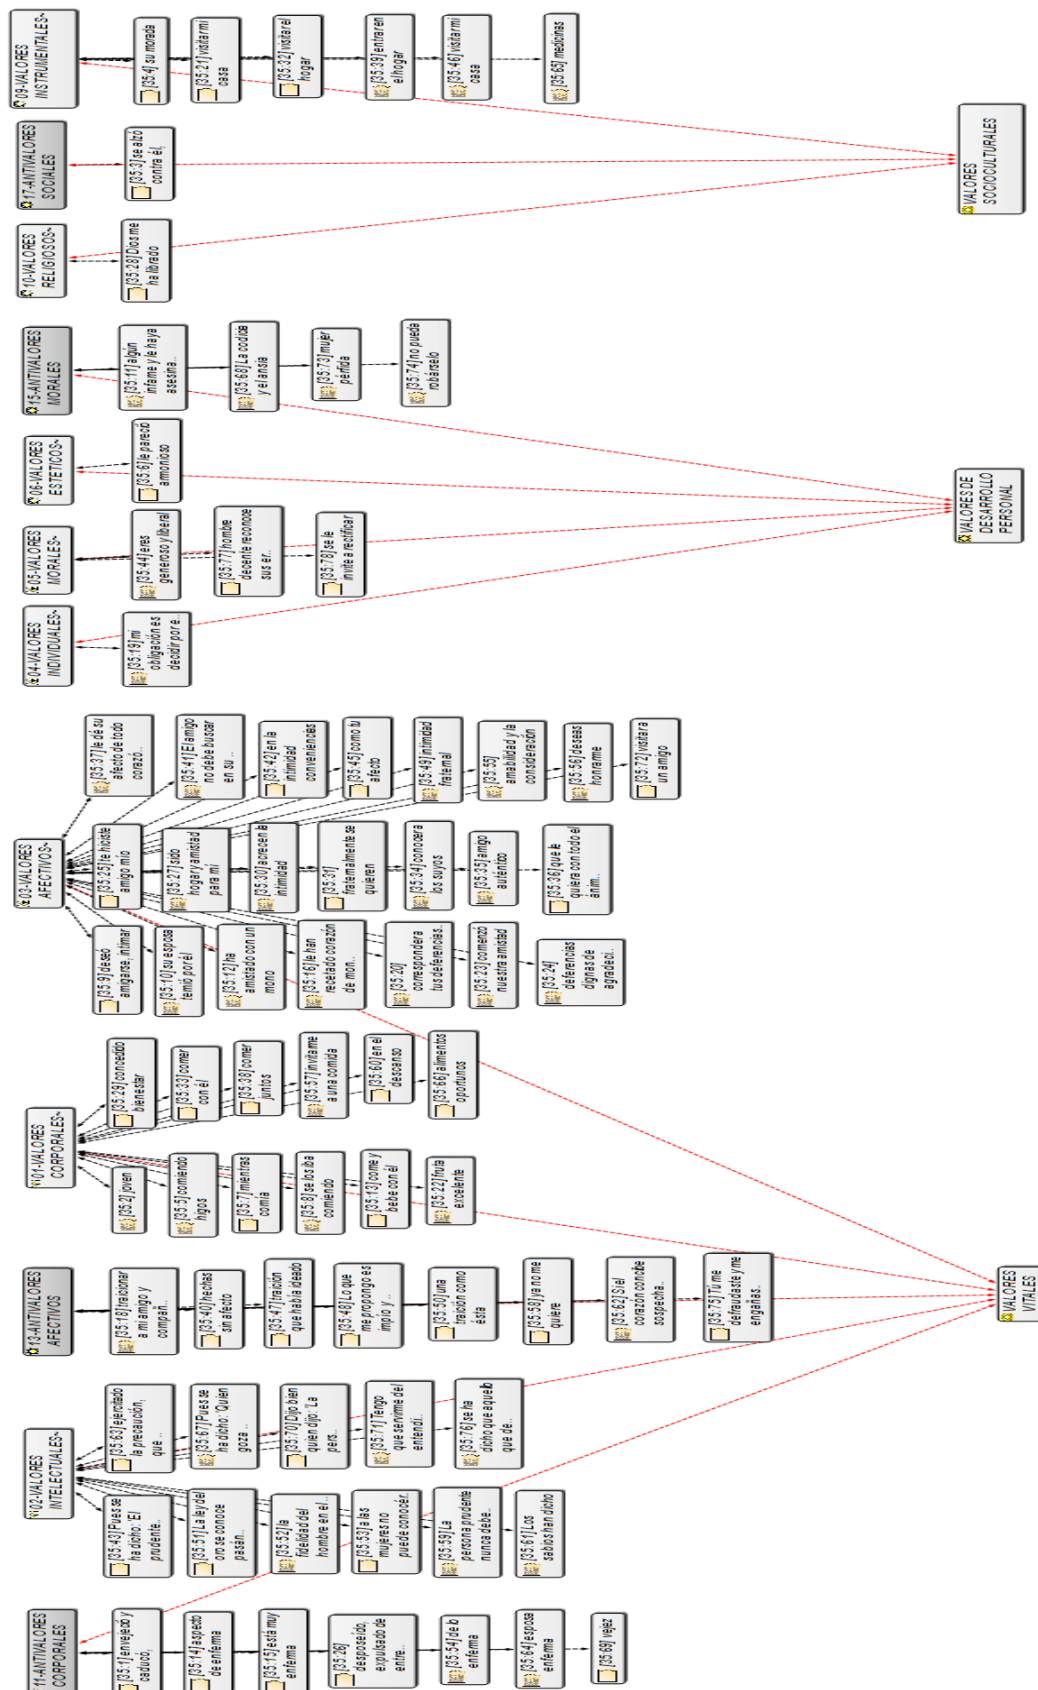 09-VALORES
INSTRUMENTALES~
[35:4] su morada
[35:21] visitar mi
casa
[35:32] visitar el
hogar
[35:39] entrar en
el hogar
[35:46] visitar mi
casa
[35:65] medicinas
17-ANTIVALORES
SOCIALES
[35:3] se alzó
contra él,
10-VALORES
RELIGIOSOS~
[35:28] Dios me
ha librado
VALORES
SOCIOCULTURALES
15-ANTIVALORES
MORALES
[35:11] algún
infame y le haya
asesina..
[35:68] La codicia
y el ansia
[35:73] mujer
pérfida
[35:74] no pueda
robárselo
06-VALORES
ESTETICOS~
[35:6] le pareció
armonioso
05-VALORES
MORALES~
[35:44] eres
generoso y liberal
[35:77] hombre
decente reconoce
sus er..
[35:78] se le
invite a rectificar
04-VALORES
INDIVIDUALES~
[35:19] mi
obligación es
decidir por e..
VALORES DE
DESARROLLO
PERSONAL
03-VALORES
AFECTIVOS~
[35:37] le dé su
afecto de todo
corazó..
[35:41] El amigo
no debe buscar
en su ..
[35:42] en la
intimidad
conveniencias
[35:45] como tu
afecto
[35:49] intimidad
fraternal
[35:55]
amabilidad y la
consideración
[35:56] deseas
honrarme
[35:72] visitar a
un amigo
[35:25] te hiciste
amigo mío
[35:27] sido
hogar y amistad
para mí
[35:30] acrecen la
intimidad
[35:31]
fraternalmente se
quieren
[35:34] conocer a
los suyos
[35:35] amigo
auténtico
[35:36] que le
quiera con todo el
ánim..
[35:9] deseó
amigarse, intimar
[35:10] su esposa
temió por él
[35:12] ha
amistado con un
mono
[35:16] le han
recetado corazón
de mon..
[35:20]
corresponder a
tus deferencias..
[35:23] comenzó
nuestra amistad
[35:24]
deferencias
dignas de
agradeci..
01-VALORES
CORPORALES~
[35:29] concedido
bienestar
[35:33] comer
con él
[35:38] comer
juntos
[35:57] invitarme
a una comida
[35:60] en el
descanso
[35:66] alimentos
oportunos
[35:2] joven
[35:5] comiendo
higos
[35:7] mientras
comía
[35:8] se los iba
comiendo
[35:13] come y
bebe con él
[35:22] fruta
excelente
13-ANTIVALORES
AFECTIVOS
[35:18] traicionar
a mi amigo y
compañ..
[35:40] hechas
sin afecto
[35:47] traición
que había ideado
[35:48] Lo que
me propongo es
impío y ..
[35:50] una
traición como
ésta
[35:58] ya no me
quiere
[35:62] Si el
corazón concibe
sospecha..
[35:75] Tú me
defraudaste y me
engañas.
VALORES
VITALES
02-VALORES
INTELECTUALES~
[35:63] ejercitado
la precaución,
que ..
[35:67] Pues se
ha dicho: 'Quien
goza..
[35:70] Dijo bien
quien dijo: 'La
pers..
[35:71] Tengo
que servirme del
entendi..
[35:76] se ha
dicho que aquello
que de..
[35:43] Pues se
ha dicho: 'El
prudente..
[35:51] La ley del
oro se conoce
pasán..
[35:52] la
fidelidad del
hombre en el ..
[35:53] a las
mujeres no
puede conocér..
[35:59] La
persona prudente
nunca debe..
[35:61] Los
sabios han dicho
11-ANTIVALORES
CORPORALES
[35:1] envejeció y
caducó,
[35:14] aspecto
de enferma
[35:15] está muy
enferma
[35:26]
desposeído,
expulsado de
entre..
[35:54] de lo
enferma
[35:64] esposa
enferma
[35:69] vejez